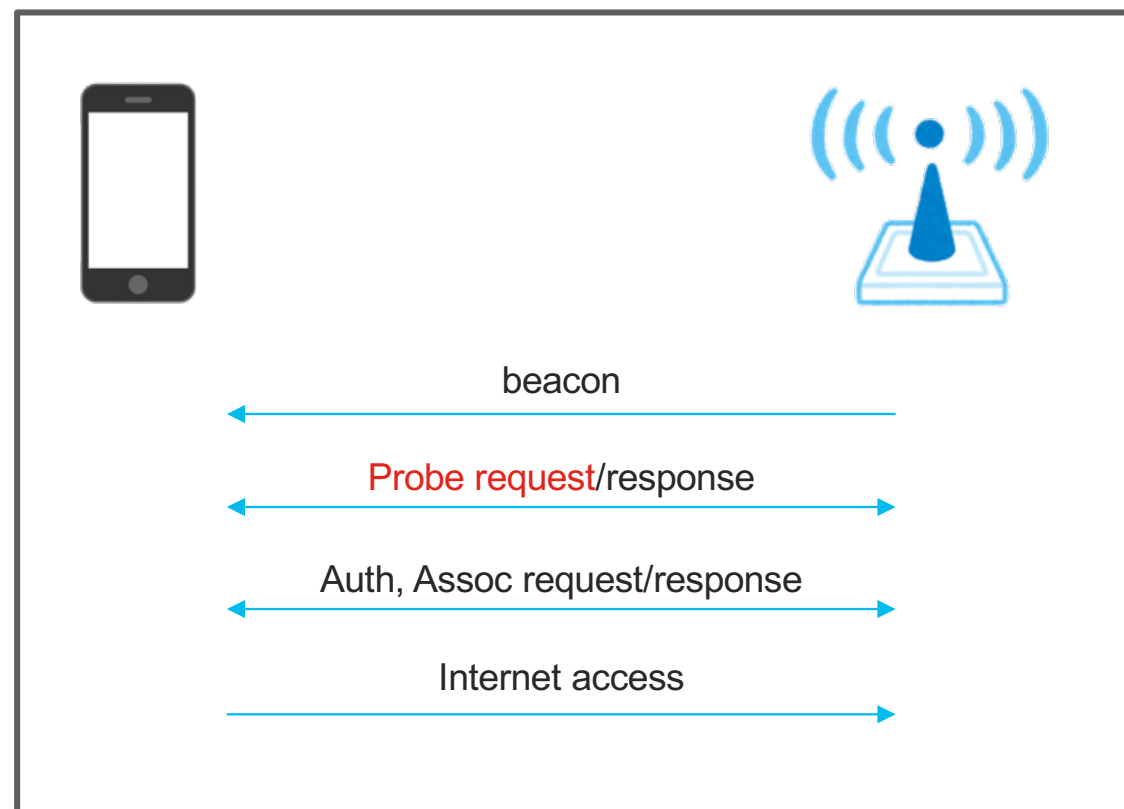 beacon
Probe request/response
Auth, Assoc request/response
Internet access